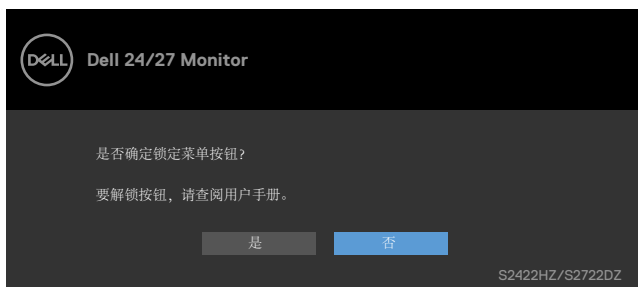 DELL
Dell 24/27 Monitor
是否确定锁定菜单按钮?
要解锁按钮，请查阅用户手册。
是
否
S2422HZ/S2722DZ